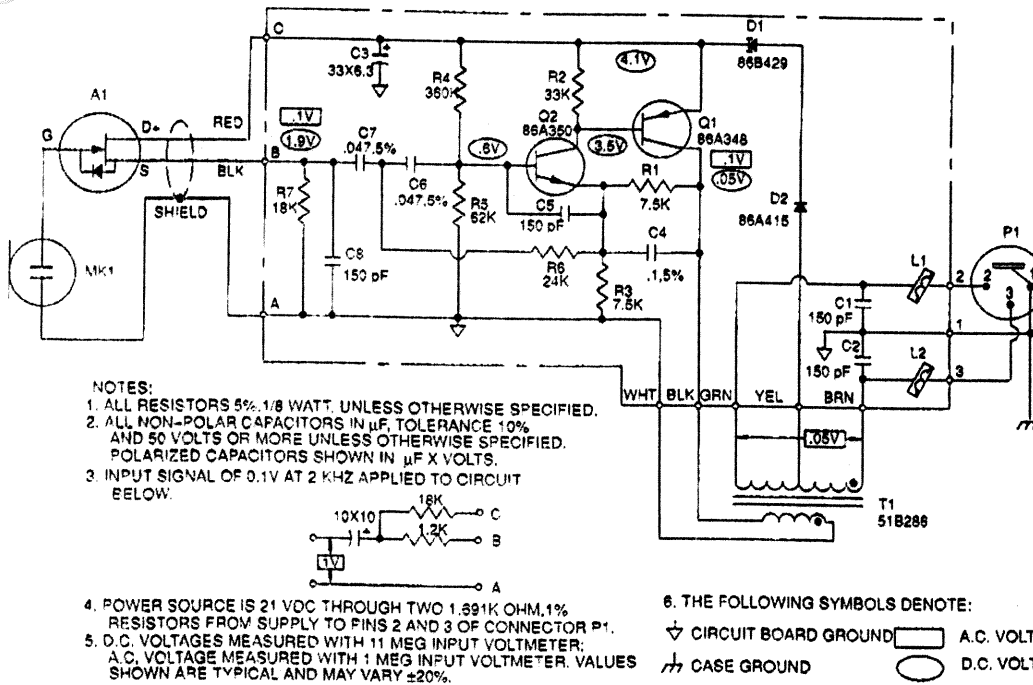 C
D1
86B429
C3 +
33X6.3
R4
360K
R2
33K
4.1V
A1
G
D+
S
RED
BLK
SHIELD
MK1
.1V
1.9V
B
C7
.047,5%
C6
.047,5%
.6V
Q2
86A350
3.5V
Q1
86A348
.1V
.05V
R7
18K
C8
150 pF
R5
62K
C5
150 pF
R1
7.5K
R6
24K
C4
.1,5%
R3
7.5K
A
D2
86A415
P1
L1
2
2
1
3
C1
150 pF
1
C2
150 pF
L2
3
WHT
BLK
GRN
YEL
BRN
.05V
T1
51B286
NOTES:
1. ALL RESISTORS 5%,1/8 WATT, UNLESS OTHERWISE SPECIFIED.
2. ALL NON-POLAR CAPACITORS IN µF, TOLERANCE 10%
AND 50 VOLTS OR MORE UNLESS OTHERWISE SPECIFIED.
POLARIZED CAPACITORS SHOWN IN µF X VOLTS.
3. INPUT SIGNAL OF 0.1V AT 2 KHZ APPLIED TO CIRCUIT
BELOW.
18K
C
10X10
+
1.2K
B
1V
A
4. POWER SOURCE IS 21 VDC THROUGH TWO 1.691K OHM,1%
RESISTORS FROM SUPPLY TO PINS 2 AND 3 OF CONNECTOR P1.
5. D.C. VOLTAGES MEASURED WITH 11 MEG INPUT VOLTMETER;
A.C. VOLTAGE MEASURED WITH 1 MEG INPUT VOLTMETER. VALUES
SHOWN ARE TYPICAL AND MAY VARY ±20%.
6. THE FOLLOWING SYMBOLS DENOTE:
CIRCUIT BOARD GROUND
A.C. VOLT
CASE GROUND
D.C. VOLT